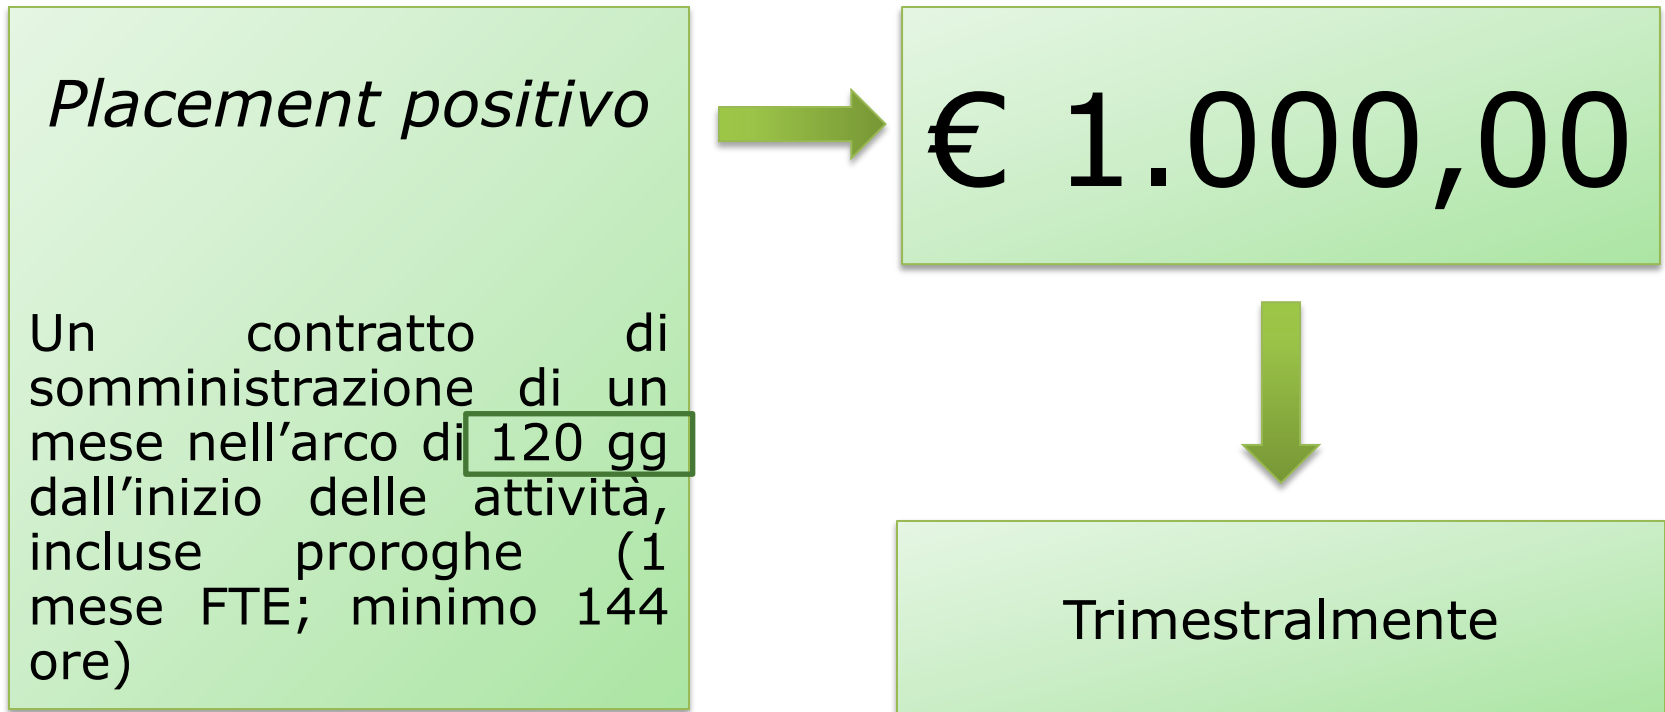 Placement positivo
Un contratto di
somministrazione di un
mese nell’arco di 120 gg
dall’inizio delle attività,
incluse proroghe (1
mese FTE; minimo 144
ore)
€ 1.000,00
Trimestralmente